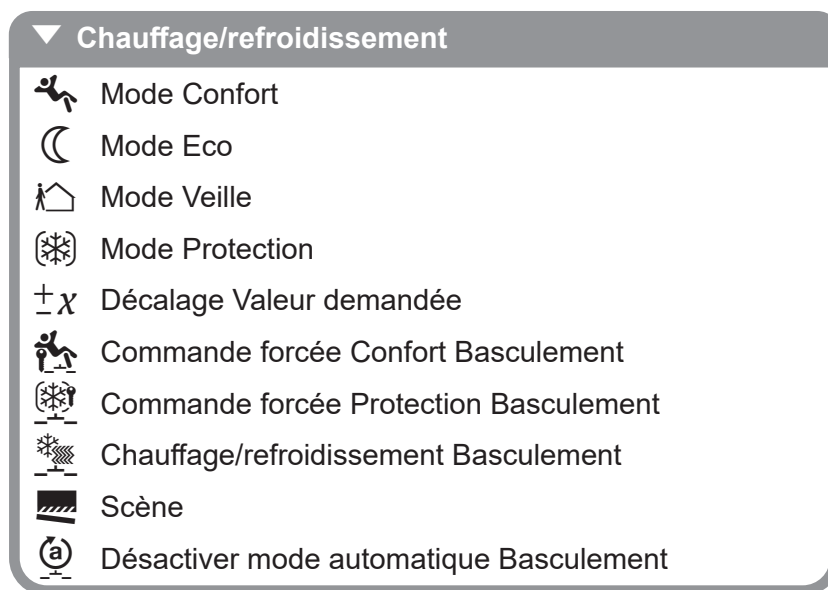 Chauffage/refroidissement
Mode Confort
Mode Eco
Mode Veille
Mode Protection
±x Décalage Valeur demandée
Commande forcée Confort Basculement
Commande forcée Protection Basculement
Chauffage/refroidissement Basculement
Scène
a Désactiver mode automatique Basculement